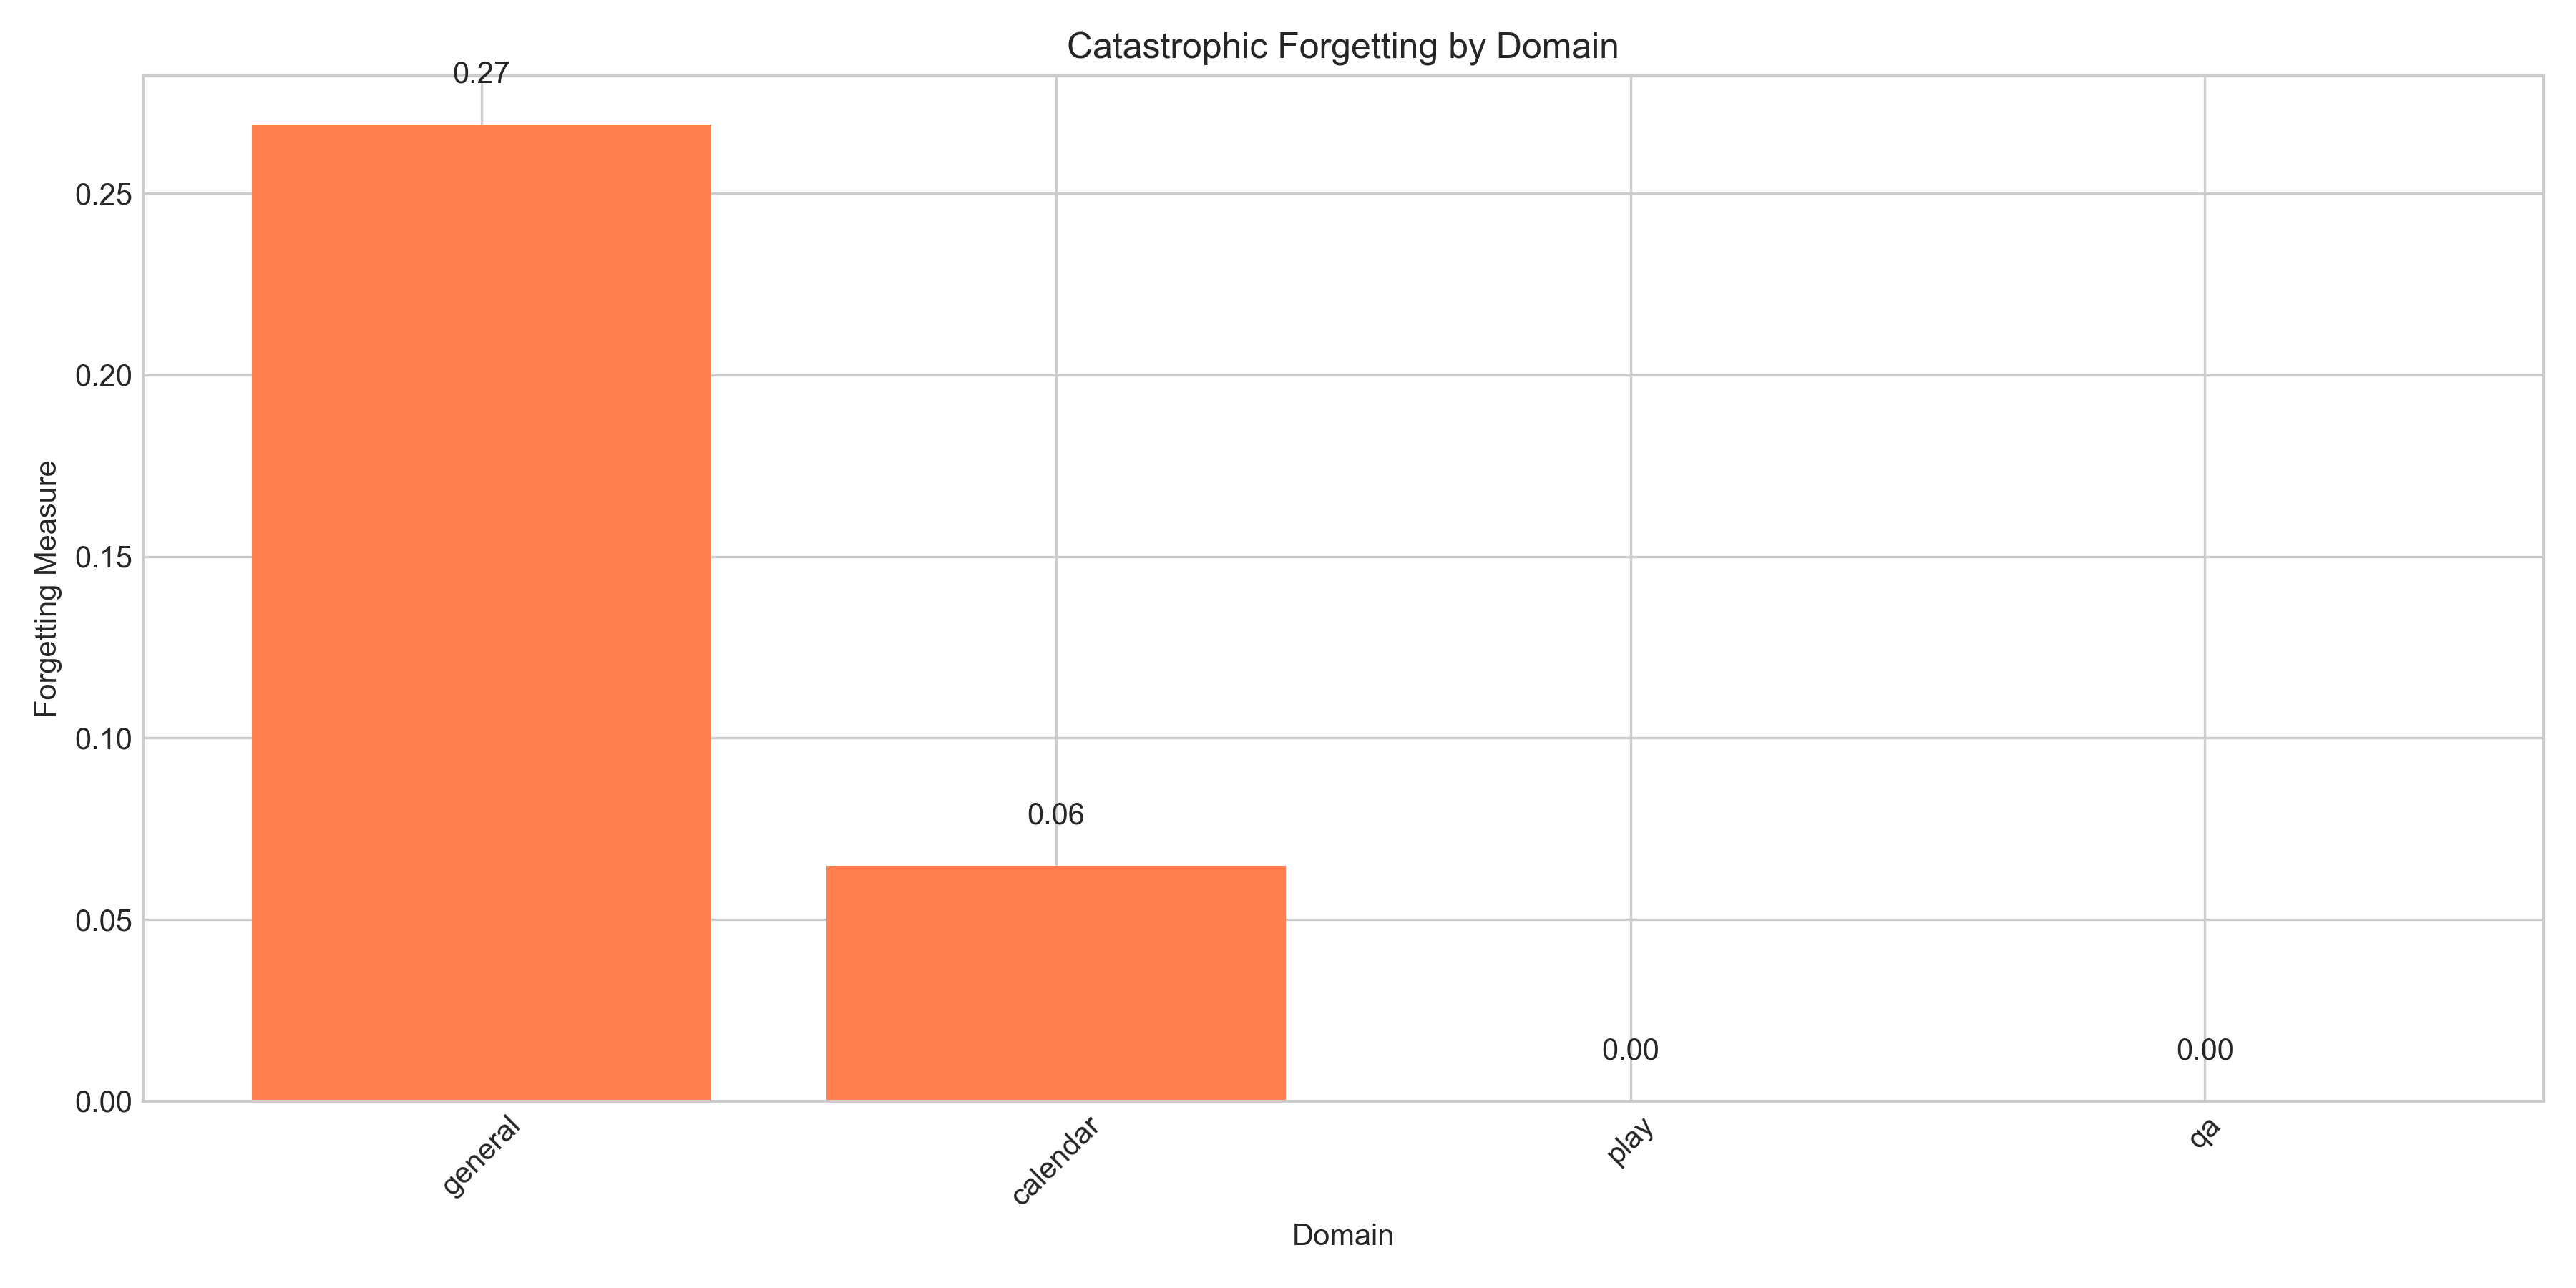 Catastrophic Forgetting by Domain
0.27
0.25
0.20
0.15
0.10
0.05
0.00
0.06
0.00
0.00
Forgetting Measure
general
calendar
play
qa
Domain